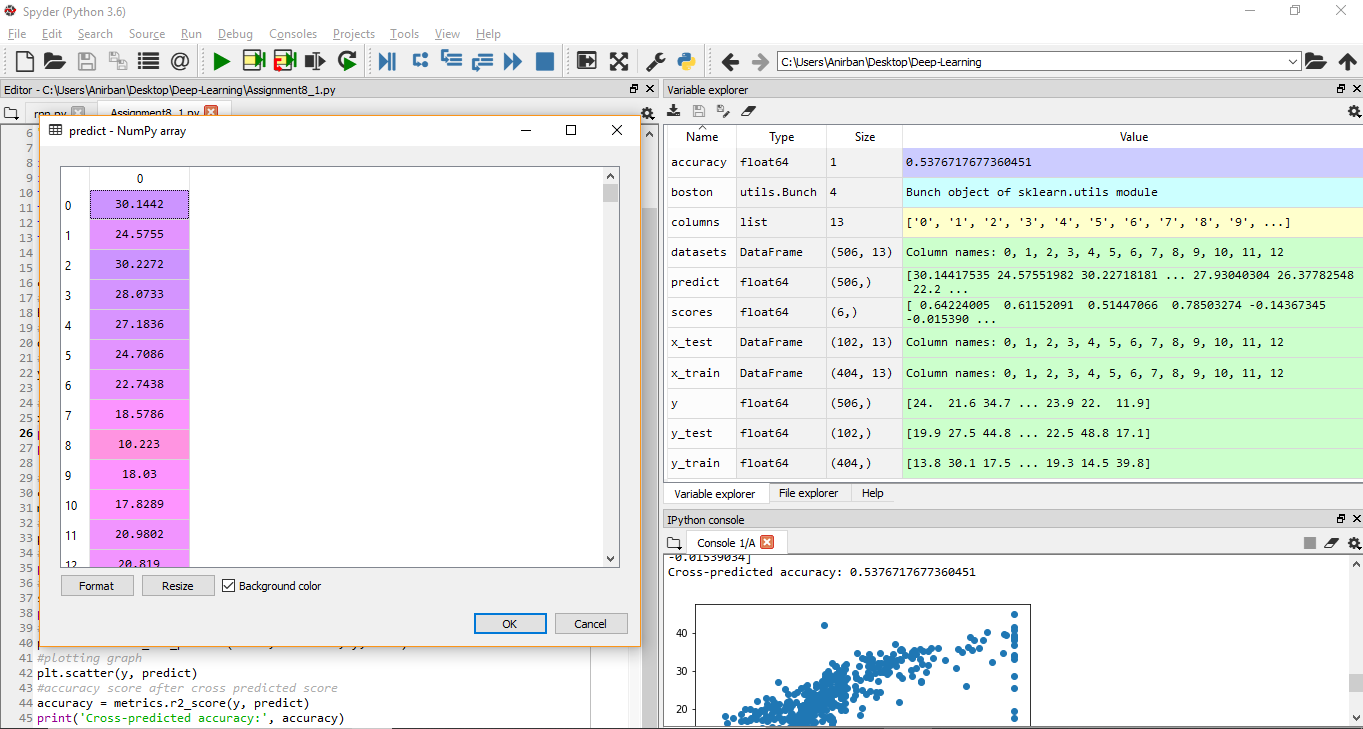 Spyder (Python 3.6)
File Edit Search Source Run Debug Consoles Projects Tools View Help
C:\Users\Anirban\Desktop\Deep-Learning
Editor - C:\Users\Anirban\Desktop\Deep-Learning\Assignment8_1.py
Assignment8_1.py
predict - NumPy array
0
0 30.1442
1 24.5755
2 30.2272
3 28.0733
4 27.1836
5 24.7086
6 22.7438
7 18.5786
8 10.223
9 18.03
10 17.8289
11 20.9802
12 20.819
Format Resize Background color
OK Cancel
6
7
8
9
10
11
12
13
14
15
16
17
18
19
20
21
22
23
24
25
26
27
28
29
30
31
32
33
34
35
36
37
38
39
40
41 #plotting graph
42 plt.scatter(y, predict)
43 #accuracy score after cross predicted score
44 accuracy = metrics.r2_score(y, predict)
45 print('Cross-predicted accuracy:', accuracy)
Variable explorer
Name Type Size Value
accuracy float64 1 0.5376717677360451
boston utils.Bunch 4 Bunch object of sklearn.utils module
columns list 13 ['0', '1', '2', '3', '4', '5', '6', '7', '8', '9', ...]
datasets DataFrame (506, 13) Column names: 0, 1, 2, 3, 4, 5, 6, 7, 8, 9, 10, 11, 12
predict float64 (506,) [30.14417535 24.57551982 30.22718181 ... 27.93040304 26.37782548
22.2 ...
scores float64 (6,) [ 0.64224005 0.61152091 0.51447066 0.78503274 -0.14367345
-0.015390 ...
x_test DataFrame (102, 13) Column names: 0, 1, 2, 3, 4, 5, 6, 7, 8, 9, 10, 11, 12
x_train DataFrame (404, 13) Column names: 0, 1, 2, 3, 4, 5, 6, 7, 8, 9, 10, 11, 12
y float64 (506,) [24. 21.6 34.7 ... 23.9 22. 11.9]
y_test float64 (102,) [19.9 27.5 44.8 ... 22.5 48.8 17.1]
y_train float64 (404,) [13.8 30.1 17.5 ... 19.3 14.5 39.8]
Variable explorer File explorer Help
IPython console
Console 1/A
-0.01539034]
Cross-predicted accuracy: 0.5376717677360451
40
30
20